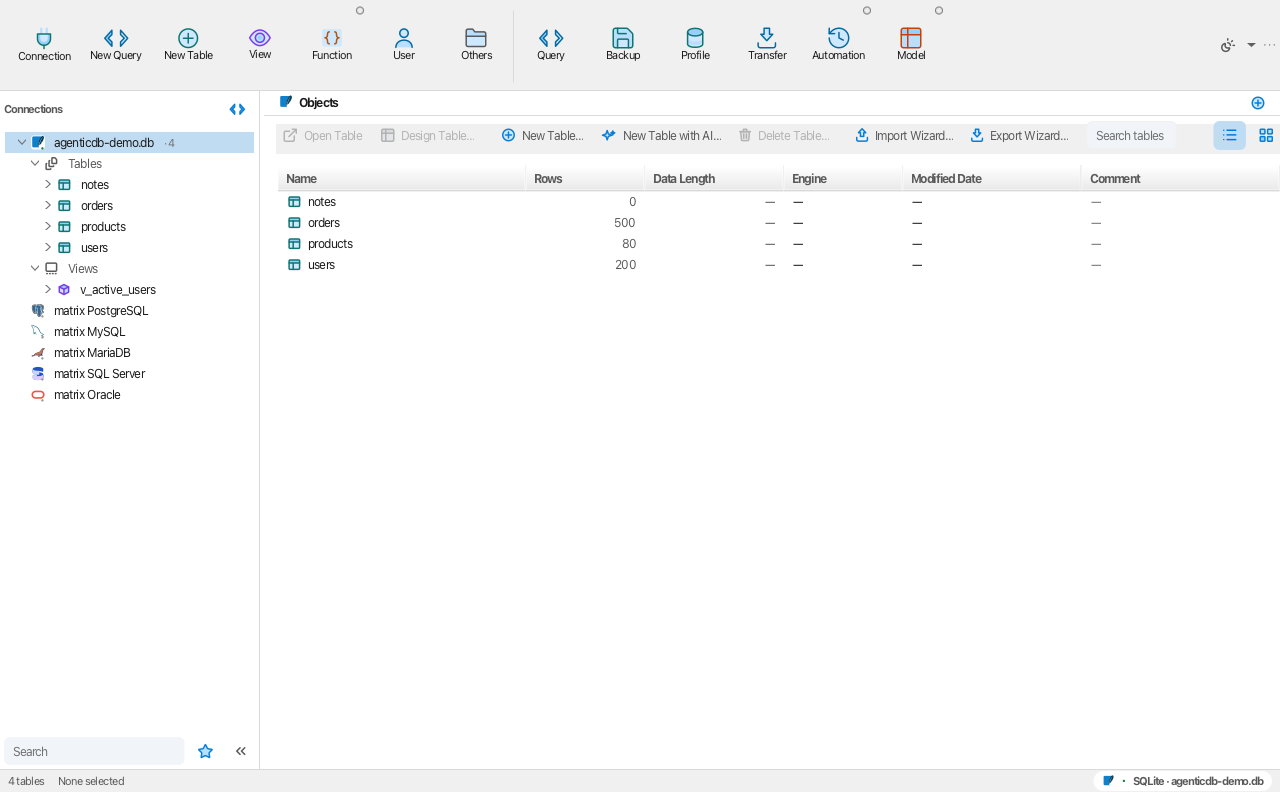 Connection New Query New Table View Function User Others Query Backup Profile Transfer Automation Model
Connections
Objects
Open Table Design Table... New Table... New Table with AI... Delete Table... Import Wizard... Export Wizard... Search tables
agenticdb-demo.db · 4
Tables
notes
orders
products
users
Views
v_active_users
matrix PostgreSQL
matrix MySQL
matrix MariaDB
matrix SQL Server
matrix Oracle
Name Rows Data Length Engine Modified Date Comment
notes 0 — — — —
orders 500 — — — —
products 80 — — — —
users 200 — — — —
Search
4 tables None selected
· SQLite · agenticdb-demo.db